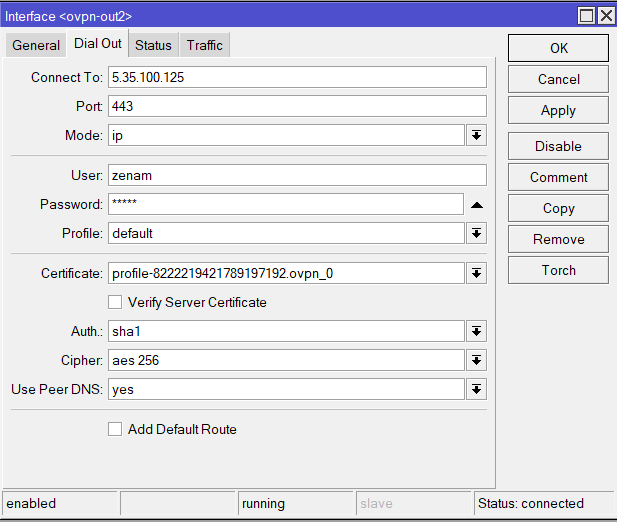 Interface <ovpn-out2>
General Dial Out Status Traffic
Connect To: 5.35.100.125
Port: 443
Mode: ip
User: zenam
Password: *****
Profile: default
Certificate: profile-8222219421789197192.ovpn_0
Verify Server Certificate
Auth.: sha1
Cipher: aes 256
Use Peer DNS: yes
Add Default Route
OK
Cancel
Apply
Disable
Comment
Copy
Remove
Torch
enabled running slave Status: connected